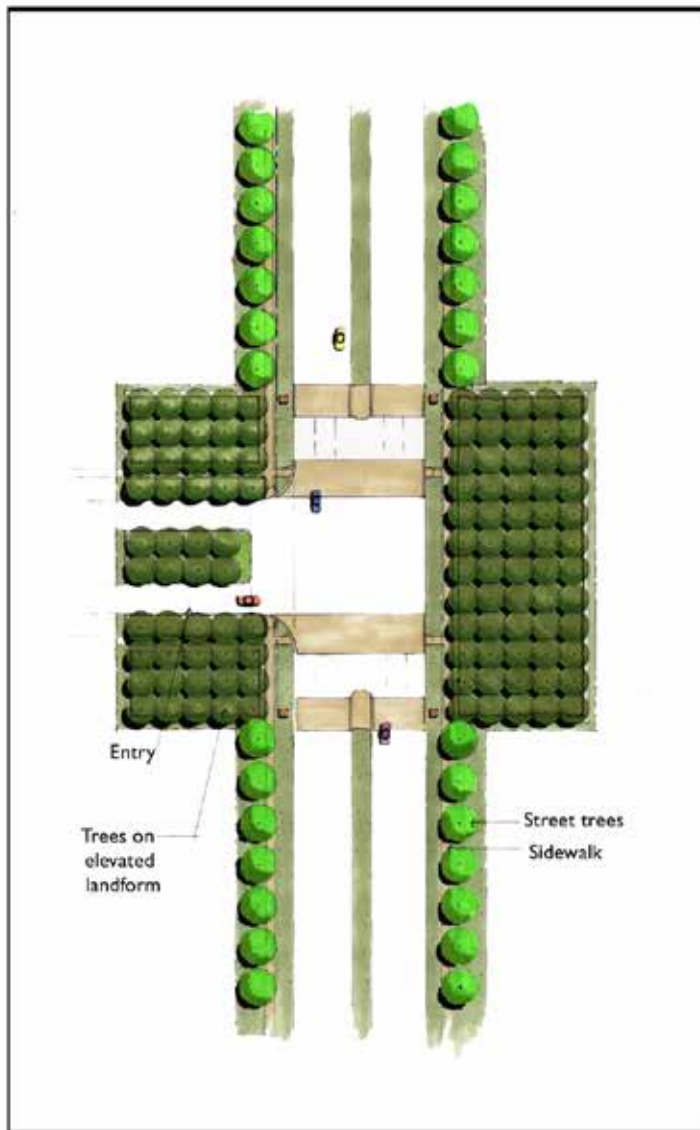 Entry
Trees on
elevated
landform
Street trees
Sidewalk